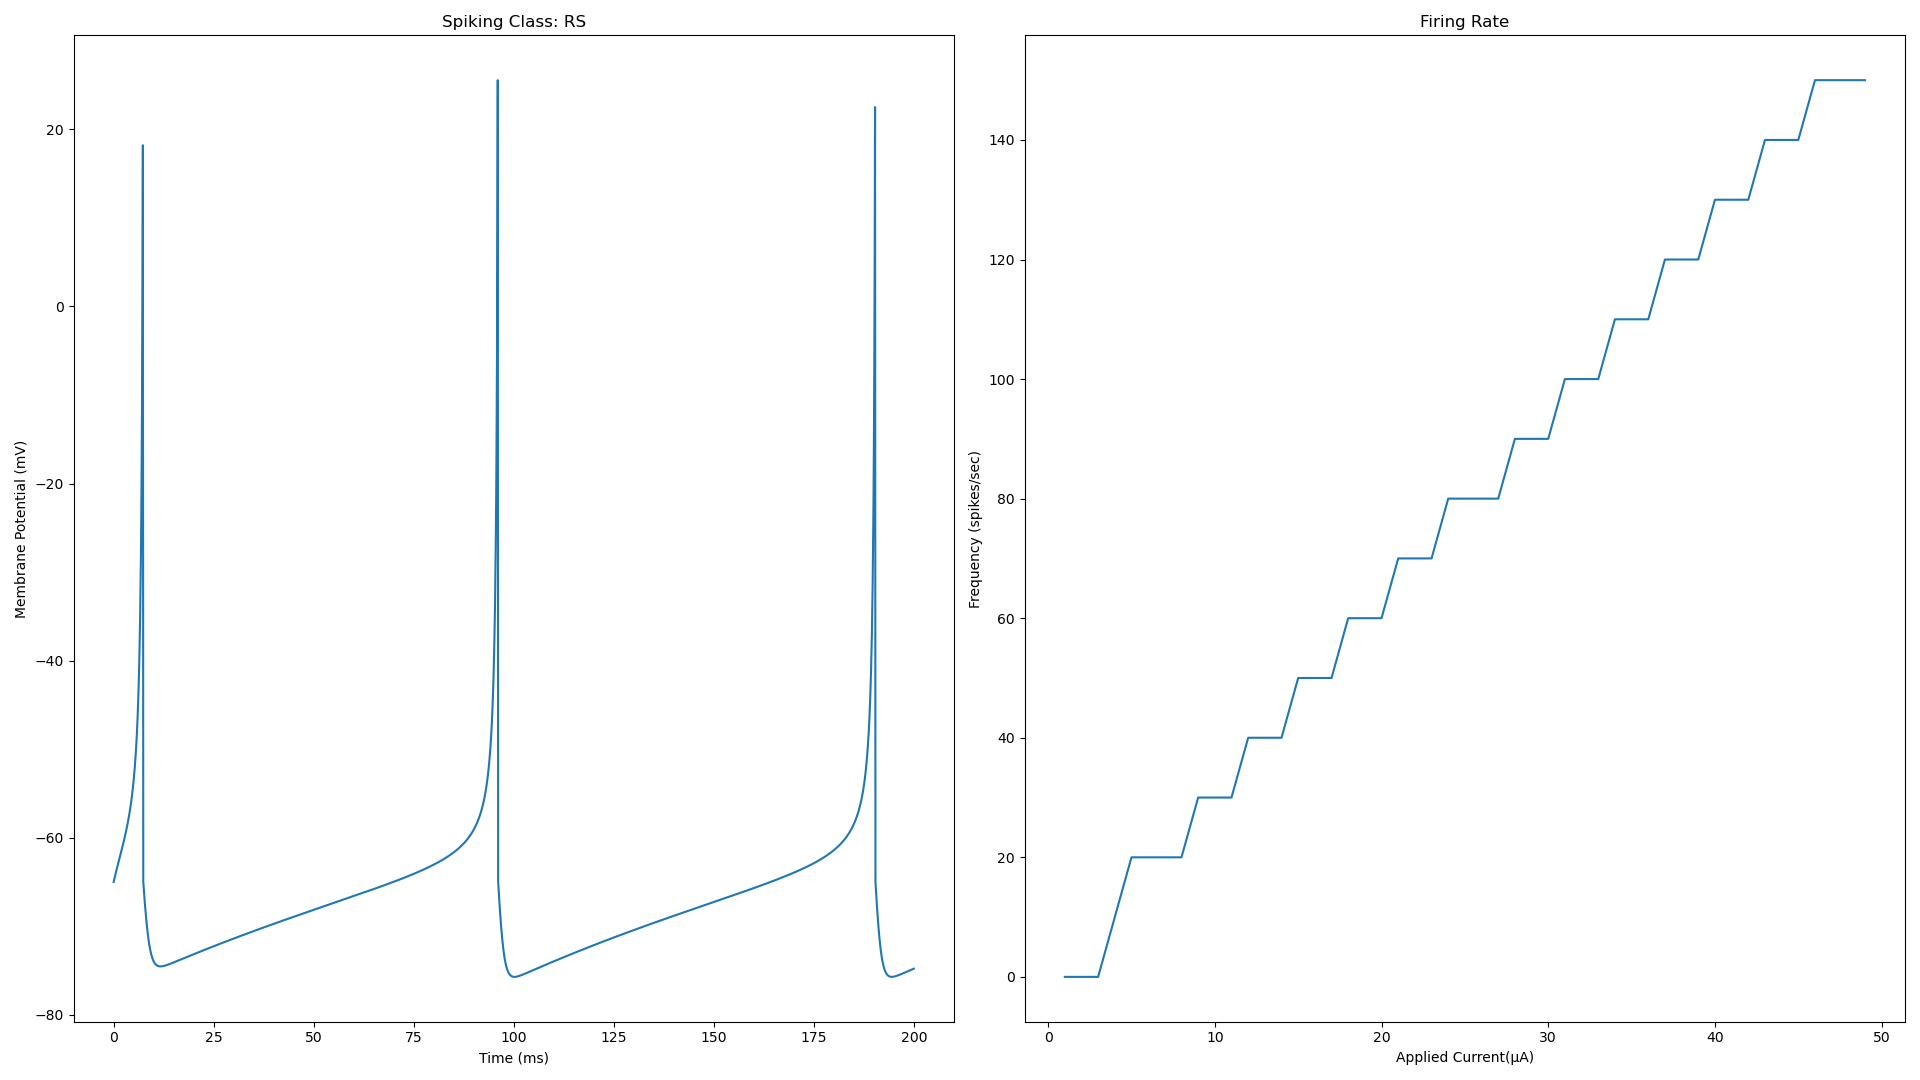 Spiking Class: RS
Membrane Potential (mV)
20
0
−20
−40
−60
−80
0 25 50 75 100 125 150 175 200
Time (ms)
Firing Rate
Frequency (spikes/sec)
140
120
100
80
60
40
20
0
0 10 20 30 40 50
Applied Current(μA)